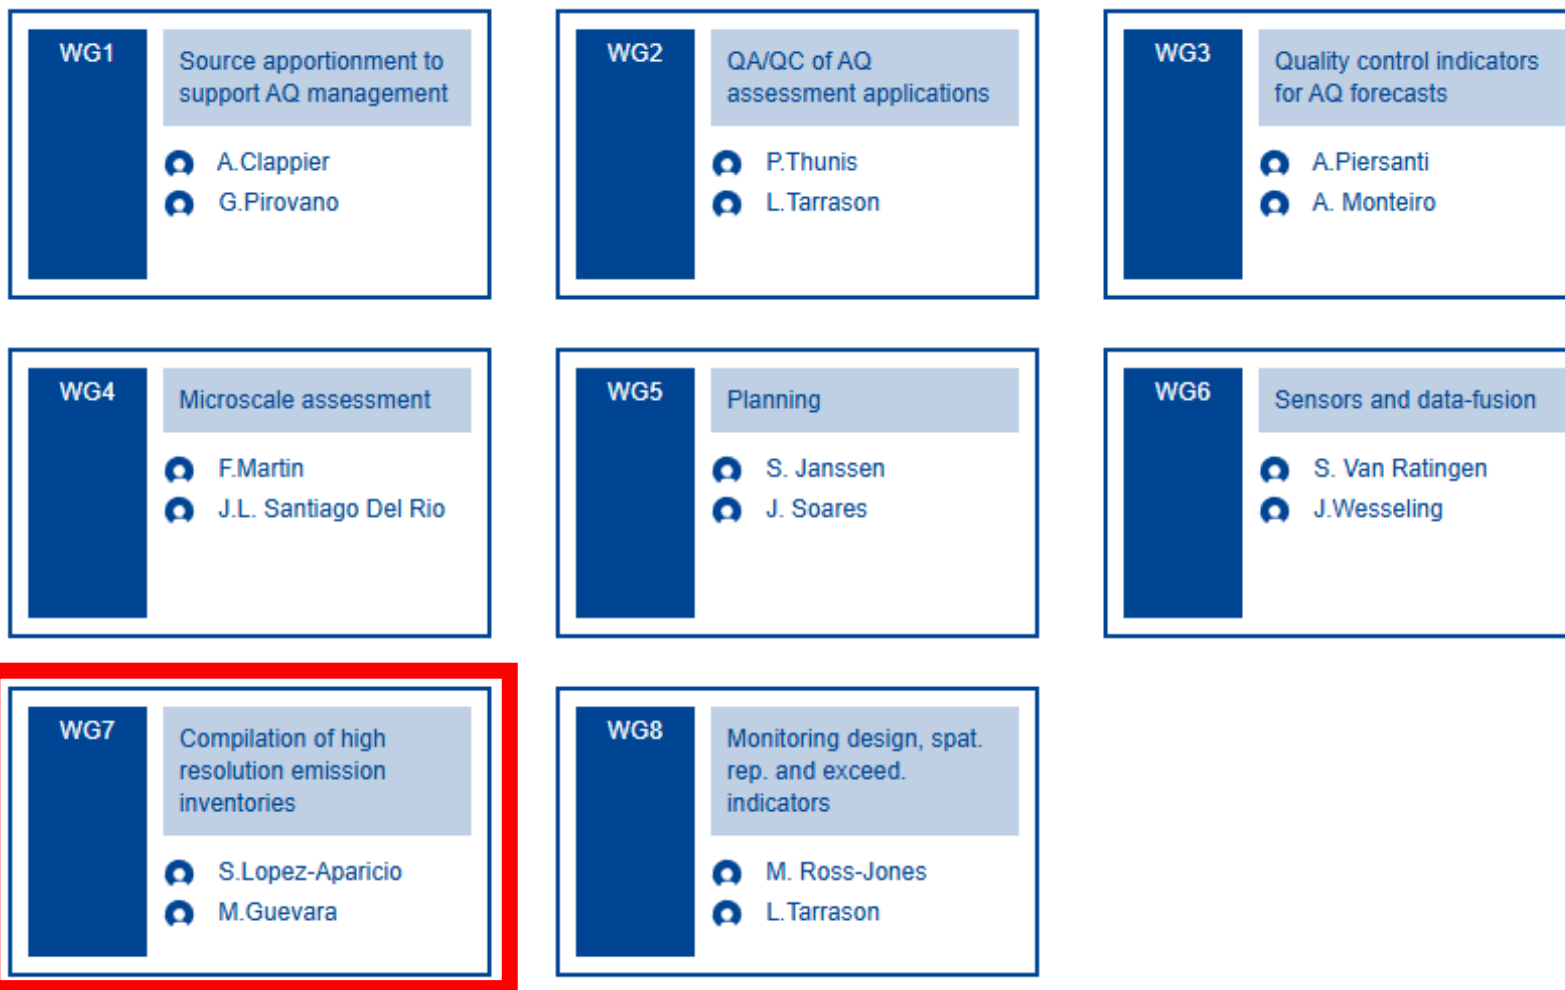 WG1
Source apportionment to
support AQ management
A.Clappier
G.Pirovano
WG2
QA/QC of AQ
assessment applications
P.Thunis
L.Tarrason
WG3
Quality control indicators
for AQ forecasts
A.Piersanti
A. Monteiro
WG4
Microscale assessment
F.Martin
J.L. Santiago Del Rio
WG5
Planning
S. Janssen
J. Soares
WG6
Sensors and data-fusion
S. Van Ratingen
J.Wesseling
WG7
Compilation of high
resolution emission
inventories
S.Lopez-Aparicio
M.Guevara
WG8
Monitoring design, spat.
rep. and exceed.
indicators
M. Ross-Jones
L.Tarrason